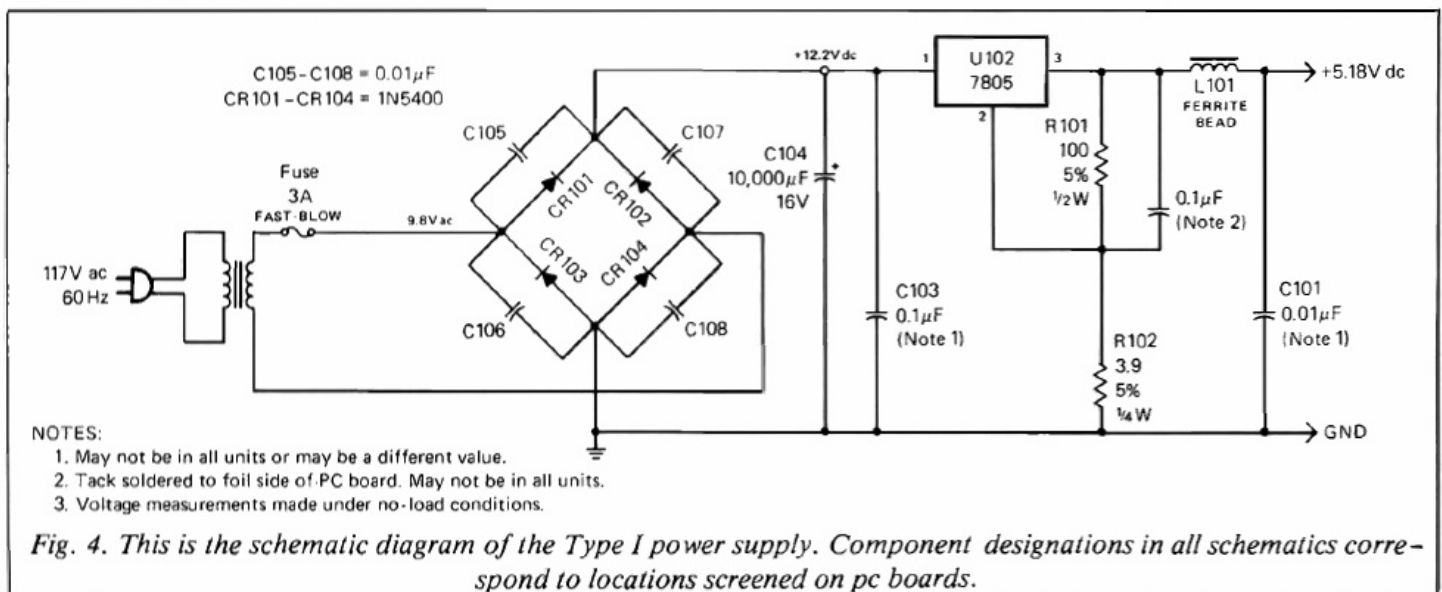 C105-C108 = 0.01μF
CR101-CR104 = 1N5400
Fuse
3A
FAST-BLOW
117V ac
60 Hz
9.8V ac
C105
C107
CR101
CR102
CR103
CR104
C106
C108
+12.2V dc
C104
10,000μF
16V
+
C103
0.1μF
(Note 1)
1
U102
7805
3
2
R101
100
5%
½W
0.1μF
(Note 2)
L101
FERRITE
BEAD
+5.18V dc
C101
0.01μF
(Note 1)
R102
3.9
5%
¼W
GND
NOTES:
1. May not be in all units or may be a different value.
2. Tack soldered to foil side of PC board. May not be in all units.
3. Voltage measurements made under no-load conditions.
Fig. 4. This is the schematic diagram of the Type I power supply. Component designations in all schematics corre-
spond to locations screened on pc boards.